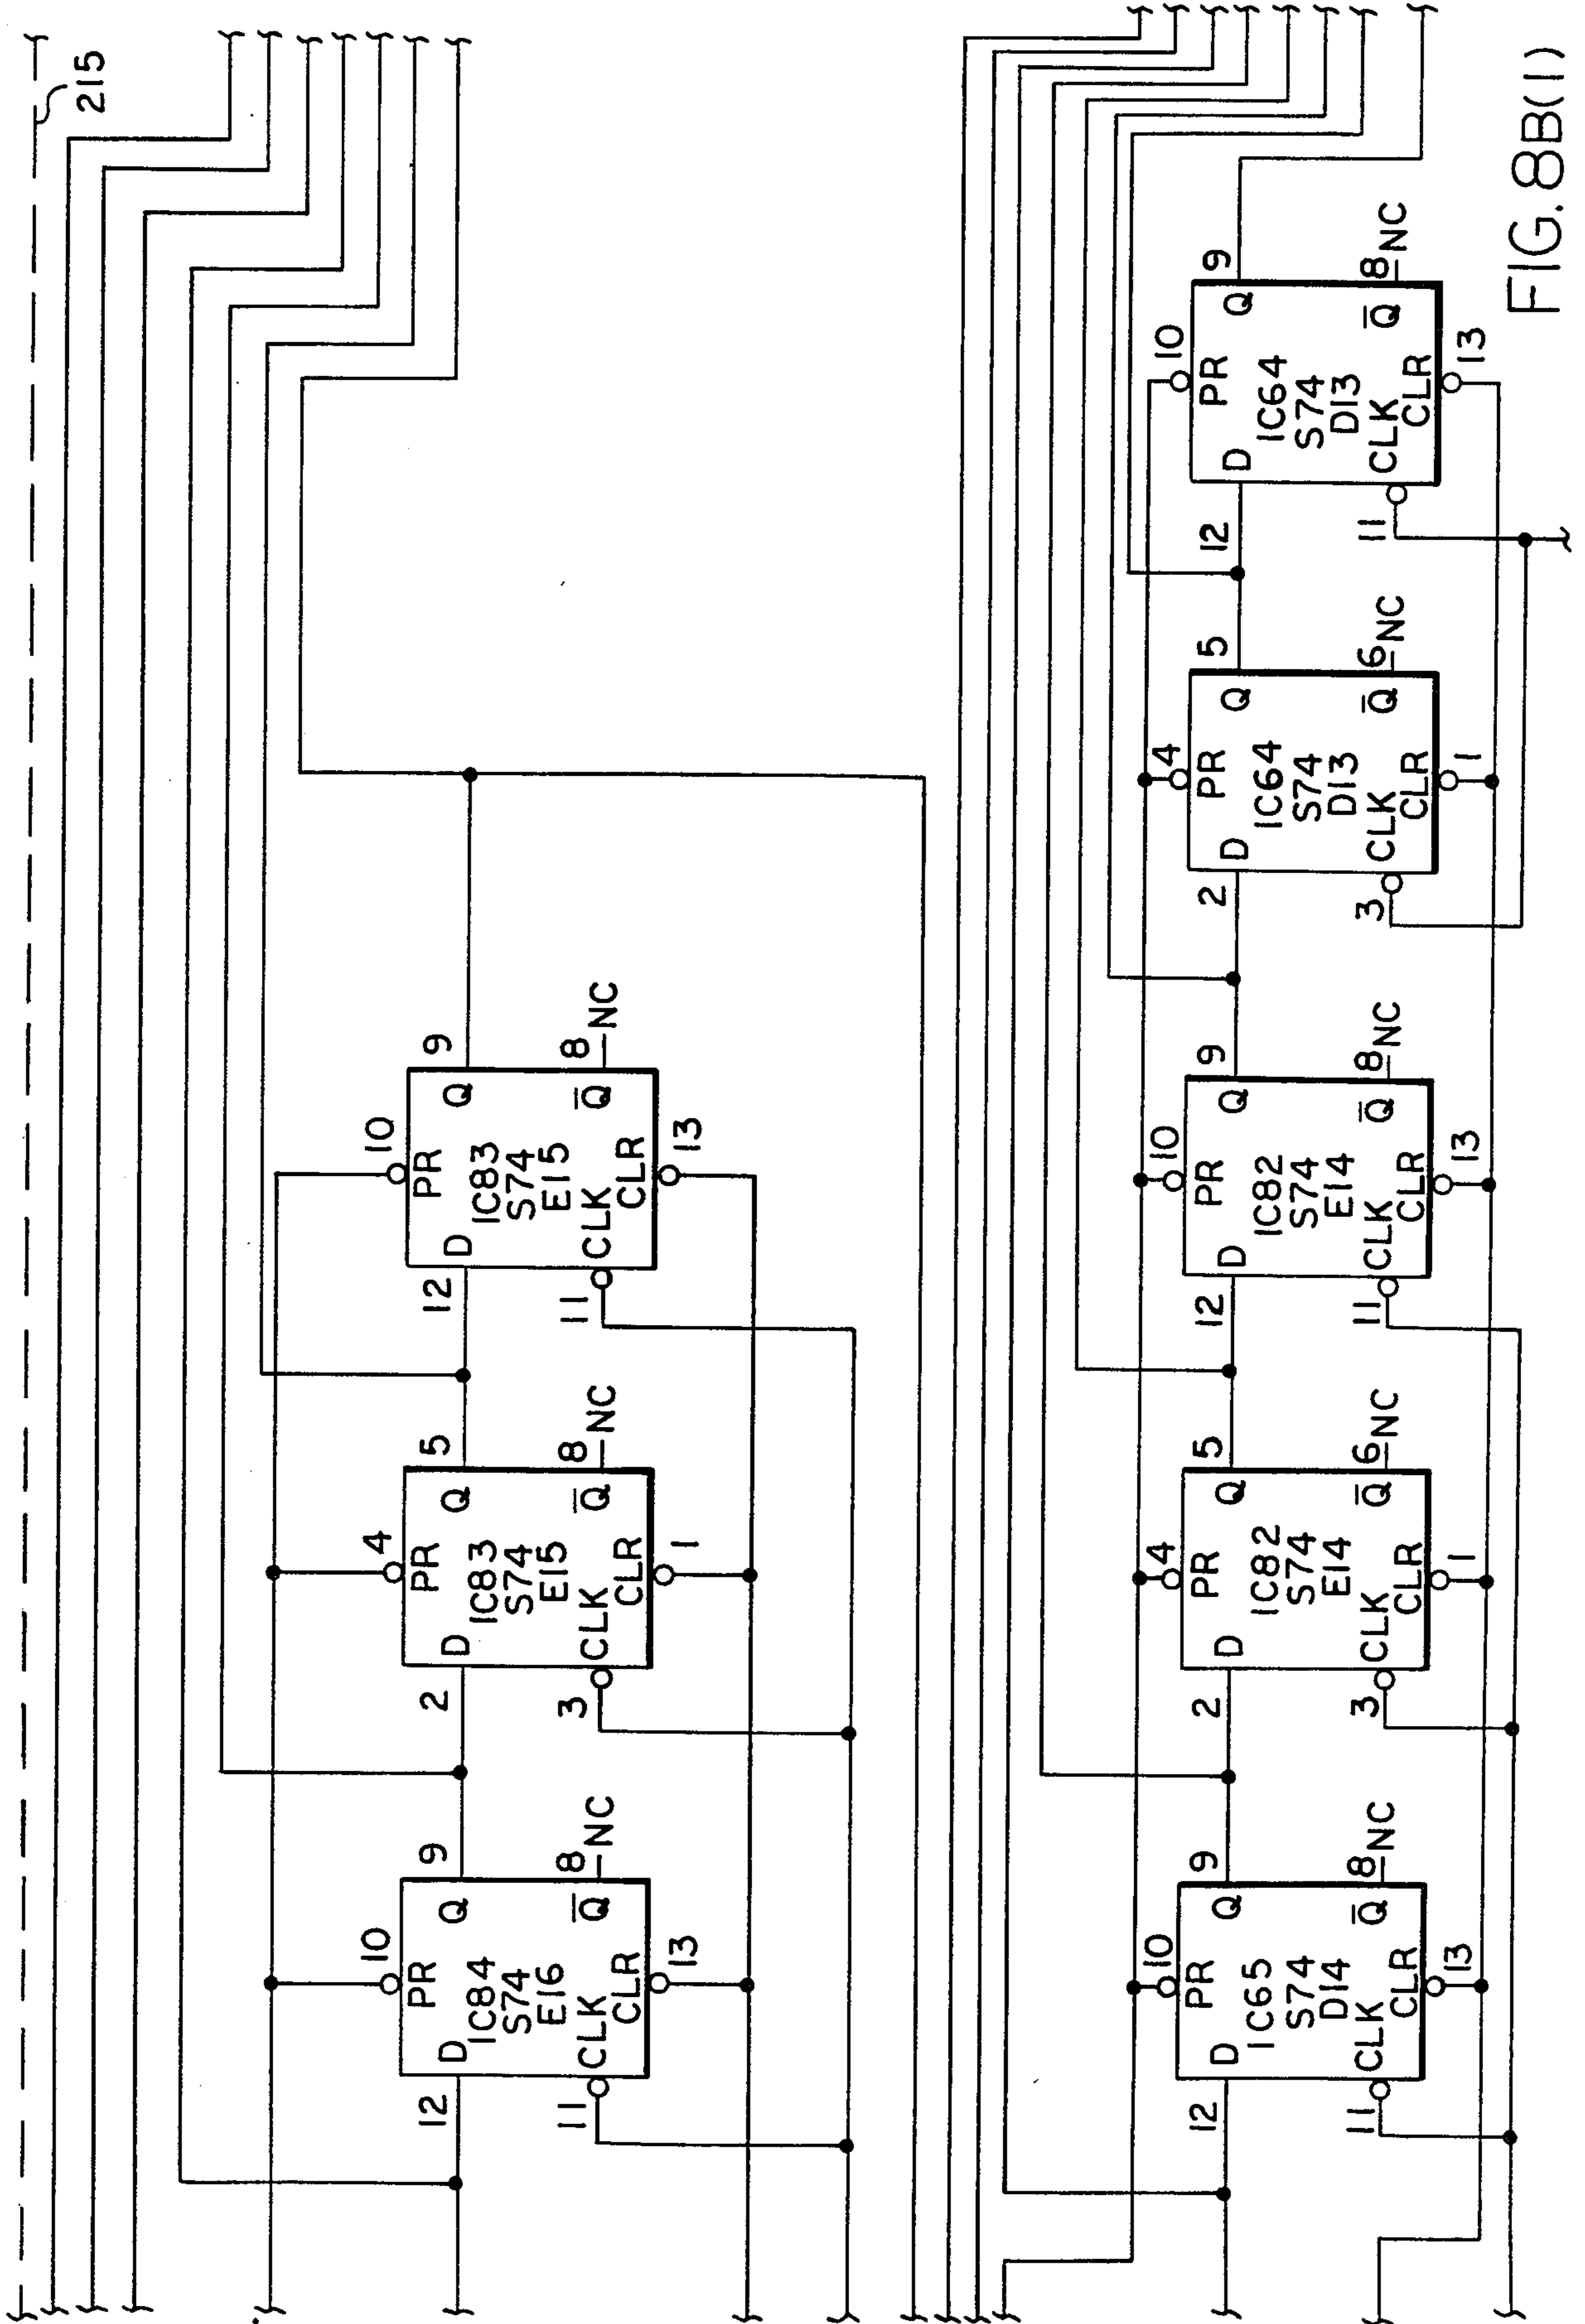 215
10
PR
12 D Q 9
IC84
S74
E16
11 CLK Q̅ 8 NC
CLR 13
4
PR
2 D Q 5
IC83
S74
E15
3 CLK Q̅ 8 NC
CLR 1
10
PR
12 D Q 9
IC83
S74
E15
11 CLK Q̅ 8 NC
CLR 13
10
PR
12 D Q 9
IC65
S74
D14
11 CLK Q̅ 8 NC
CLR 13
4
PR
2 D Q 5
IC82
S74
E14
3 CLK Q̅ 6 NC
CLR 1
10
PR
12 D Q 9
IC82
S74
E14
11 CLK Q̅ 8 NC
CLR 13
4
PR
2 D Q 5
IC64
S74
D13
3 CLK Q̅ 6 NC
CLR 1
10
PR
12 D Q 9
IC64
S74
D13
11 CLK Q̅ 8 NC
CLR 13
FIG. 8B(1)